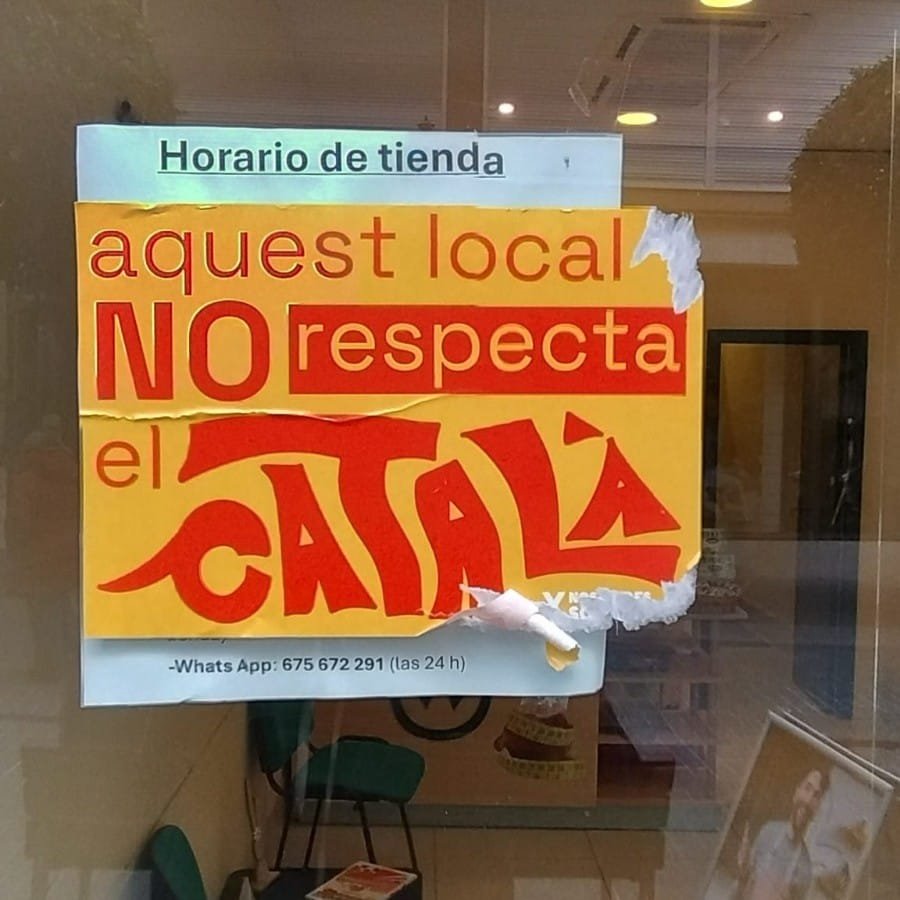 Horario de tienda
aquest local
NO respecta
el CATALÀ
-Whats App: 675 672 291 (las 24 h)